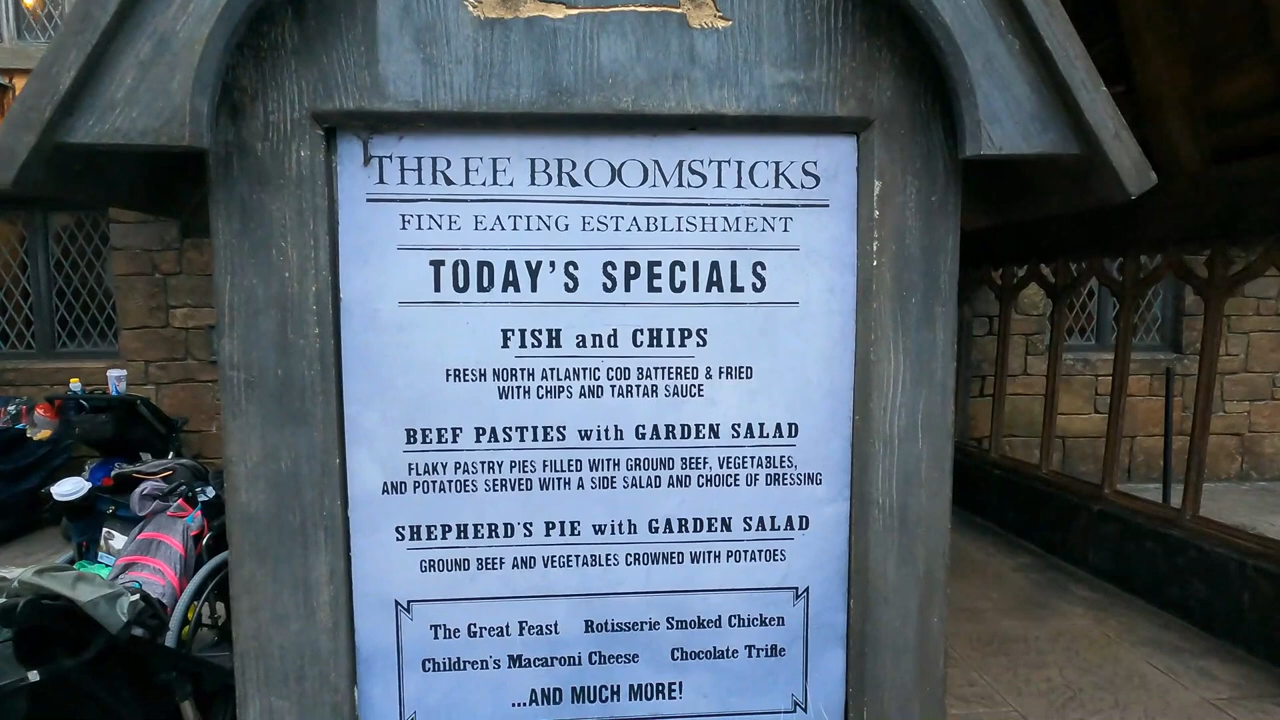 THREE BROOMSTICKS
FINE EATING ESTABLISHMENT
TODAY'S SPECIALS
FISH and CHIPS
FRESH NORTH ATLANTIC COD BATTERED & FRIED
WITH CHIPS AND TARTAR SAUCE
BEEF PASTIES with GARDEN SALAD
FLAKY PASTRY PIES FILLED WITH GROUND BEEF, VEGETABLES,
AND POTATOES SERVED WITH A SIDE SALAD AND CHOICE OF DRESSING
SHEPHERD'S PIE with GARDEN SALAD
GROUND BEEF AND VEGETABLES CROWNED WITH POTATOES
The Great Feast Rotisserie Smoked Chicken
Children's Macaroni Cheese Chocolate Trifle
...AND MUCH MORE!